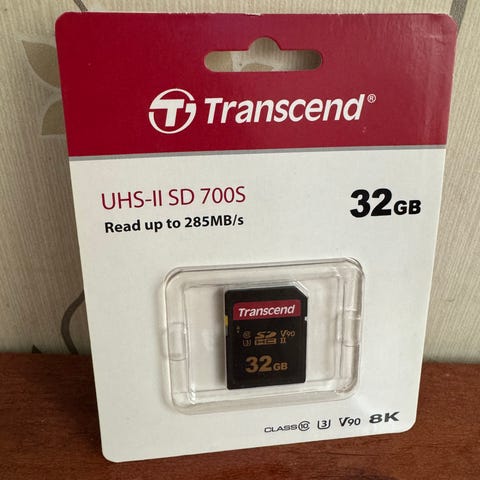 Transcend®
UHS-II SD 700S
32GB
Read up to 285MB/s
Transcend
SD HC II V90
U3
32GB
CLASS10 U3 V90 8K